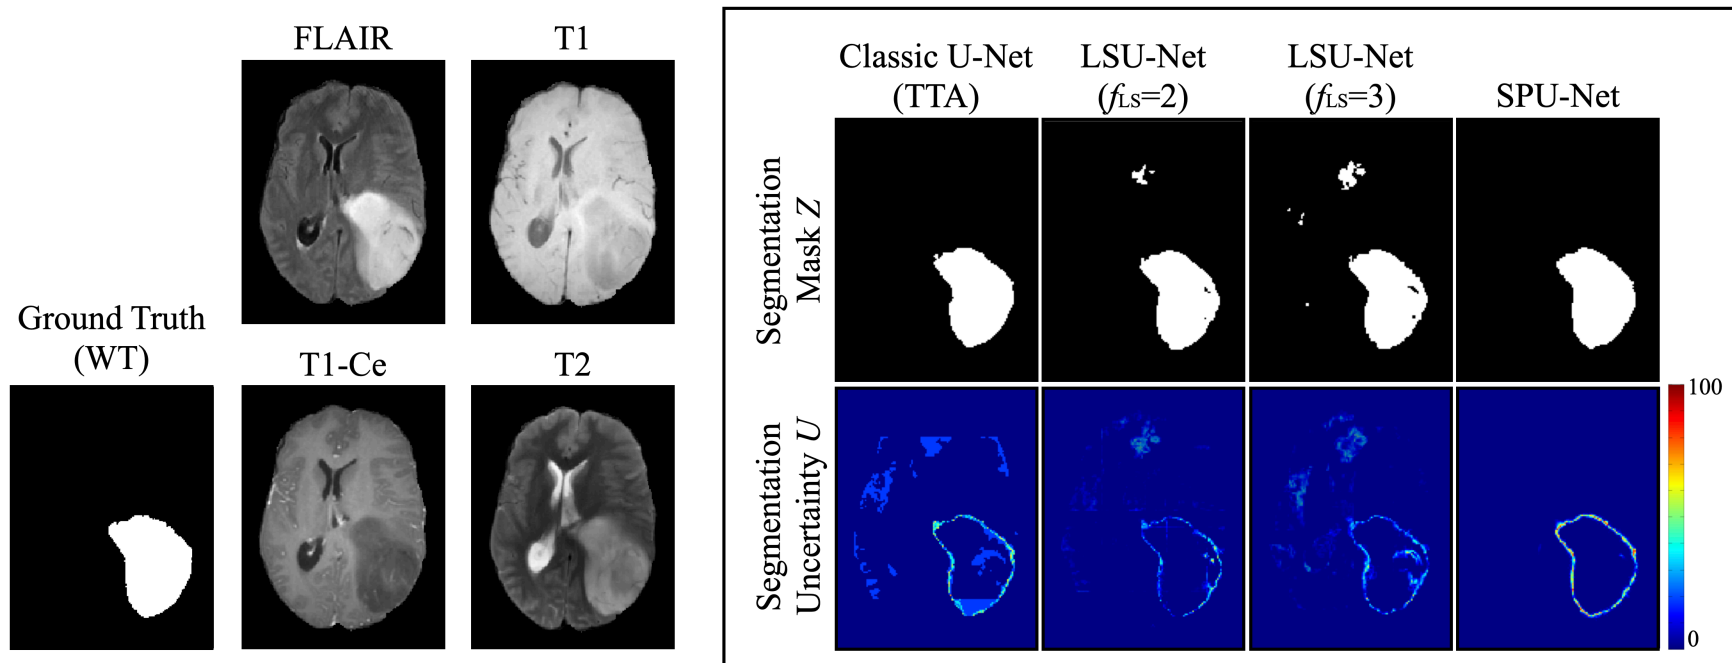 FLAIR
T1
Ground Truth
(WT)
T1-Ce
T2
Classic U-Net
(TTA)
LSU-Net
(fLS=2)
LSU-Net
(fLS=3)
SPU-Net
Segmentation
Mask Z
Segmentation
Uncertainty U
100
0